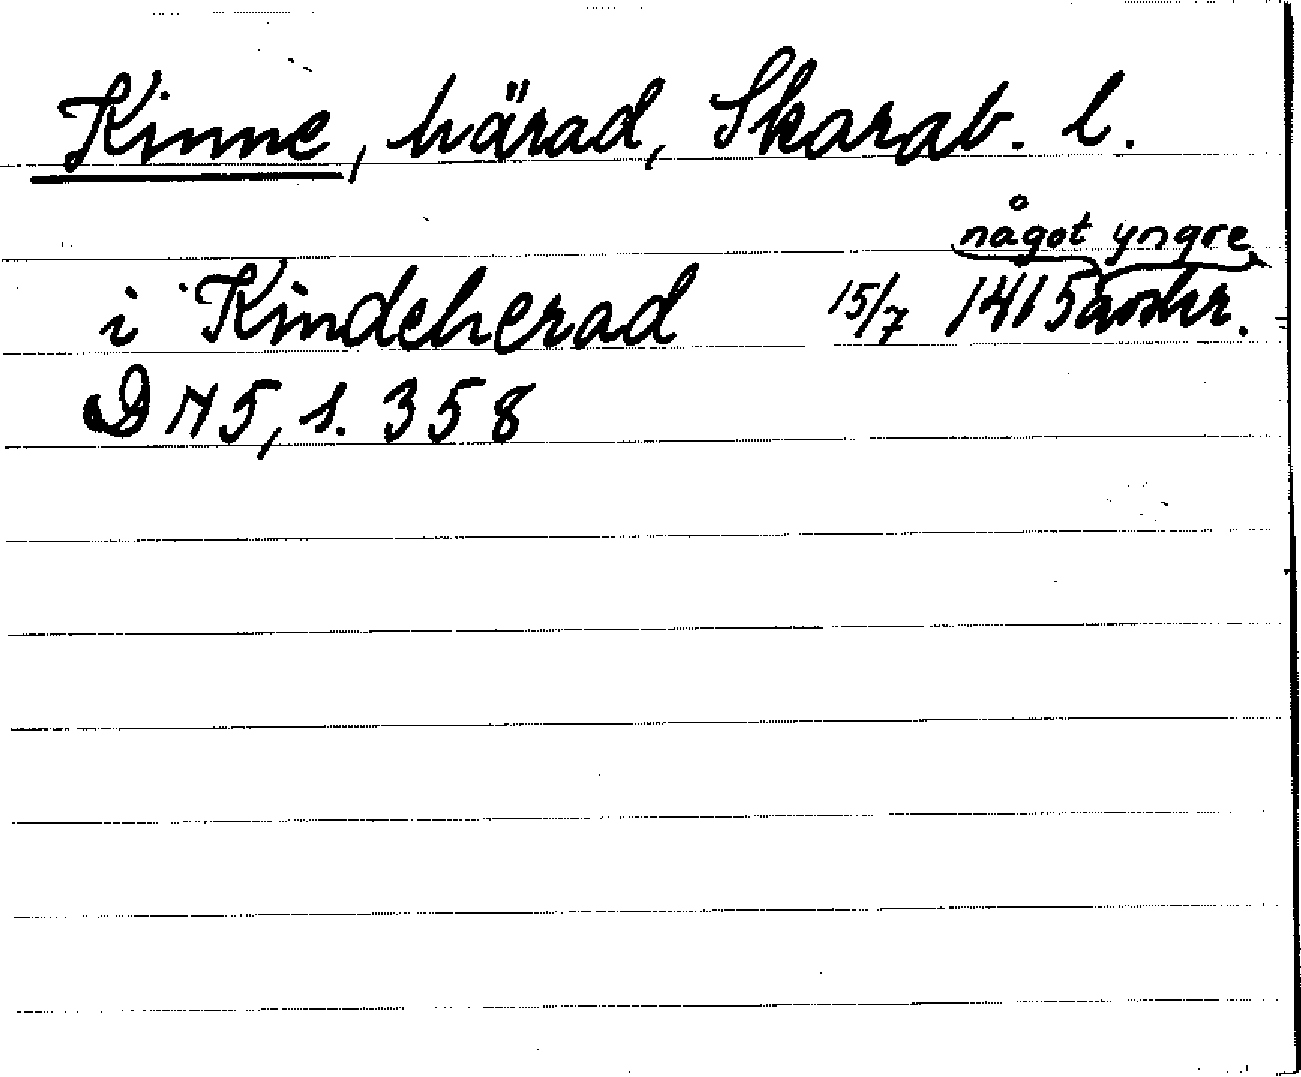 Kinne, härad, Skarab. l.
något yngre
i Kindeherad 15/7 1415 avskr.
DN 5, s. 358